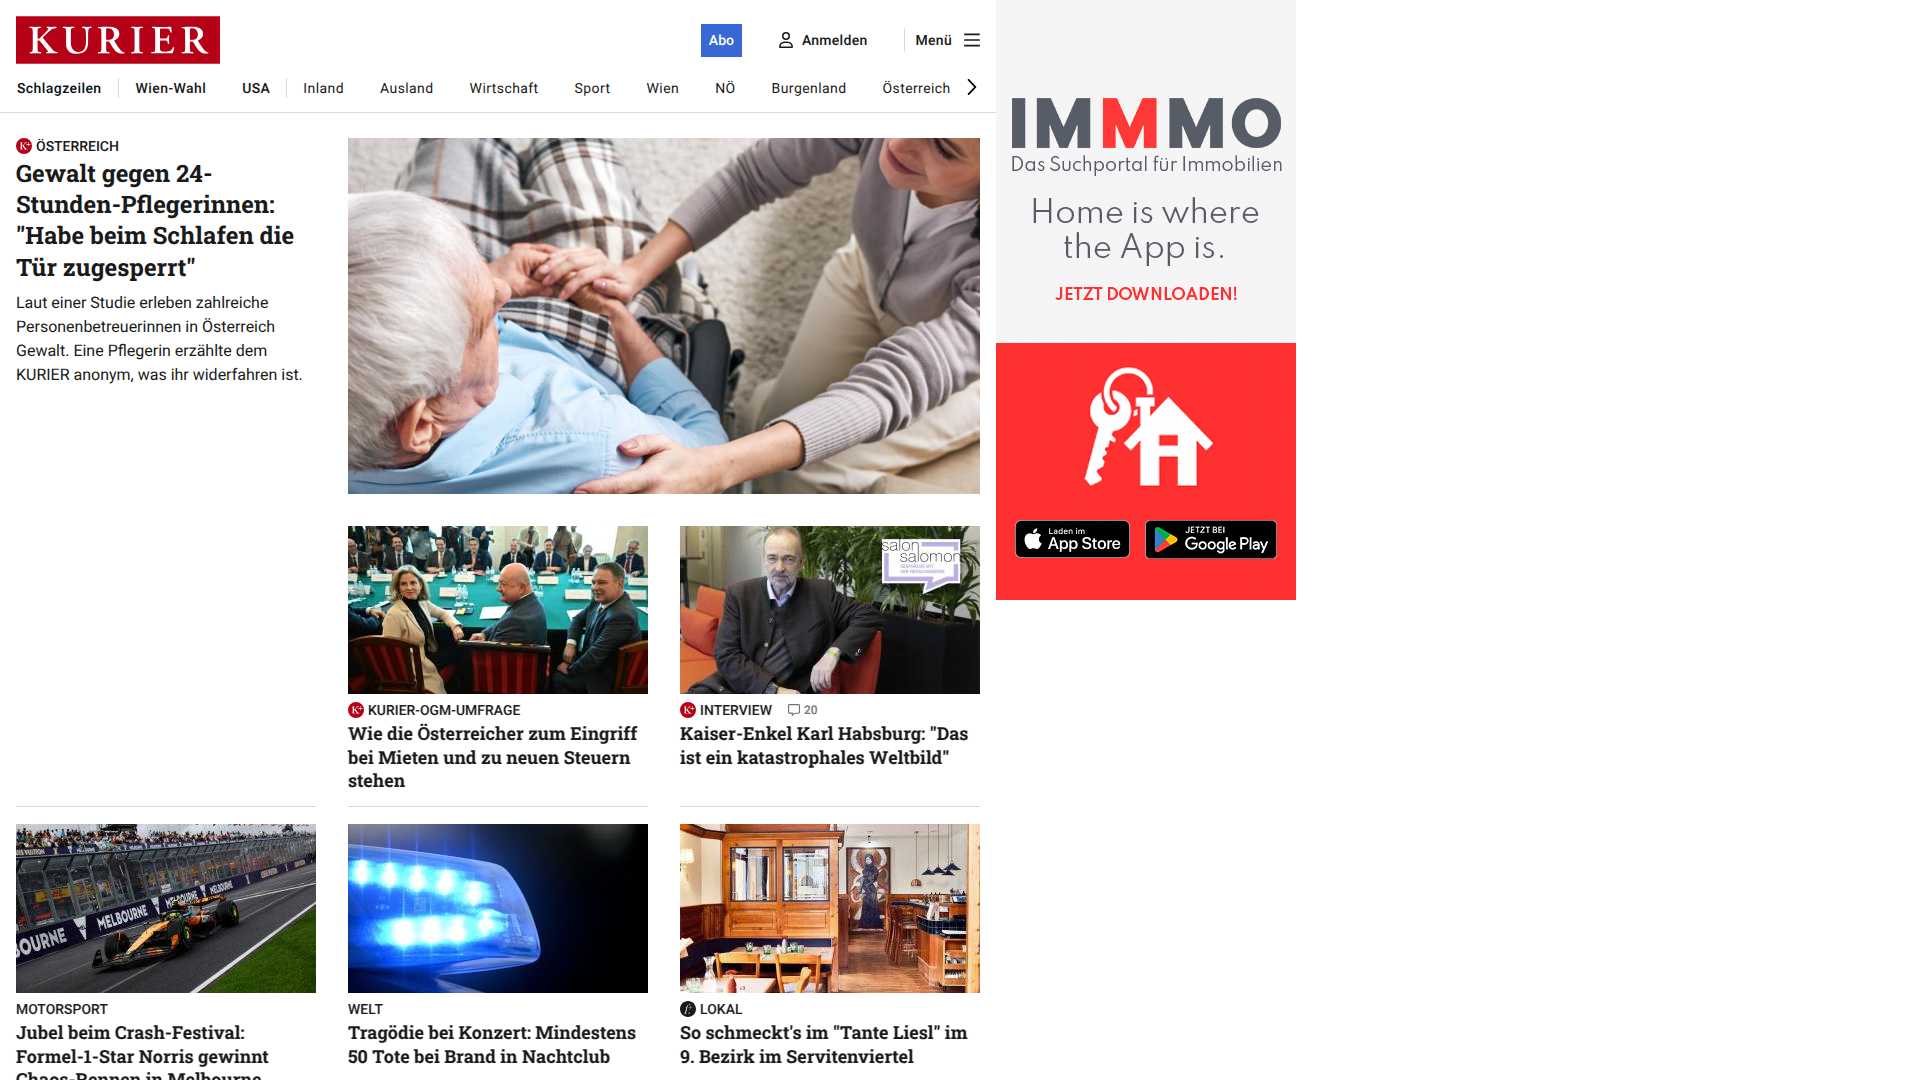 KURIER
Abo
Anmelden
Menü
Schlagzeilen
Wien-Wahl
USA
Inland
Ausland
Wirtschaft
Sport
Wien
NÖ
Burgenland
Österreich
K+ ÖSTERREICH
Gewalt gegen 24-
Stunden-Pflegerinnen:
"Habe beim Schlafen die
Tür zugesperrt"
Laut einer Studie erleben zahlreiche
Personenbetreuerinnen in Österreich
Gewalt. Eine Pflegerin erzählte dem
KURIER anonym, was ihr widerfahren ist.
K+ KURIER-OGM-UMFRAGE
Wie die Österreicher zum Eingriff
bei Mieten und zu neuen Steuern
stehen
salon
salomon
K+ INTERVIEW 20
Kaiser-Enkel Karl Habsburg: "Das
ist ein katastrophales Weltbild"
MELBOURNE
MELBOURNE
BOURNE
MOTORSPORT
Jubel beim Crash-Festival:
Formel-1-Star Norris gewinnt
Chaos-Rennen in Melbourne
WELT
Tragödie bei Konzert: Mindestens
50 Tote bei Brand in Nachtclub
LOKAL
So schmeckt's im "Tante Liesl" im
9. Bezirk im Servitenviertel
IMMMO
Das Suchportal für Immobilien
Home is where
the App is.
JETZT DOWNLOADEN!
Laden im
App Store
JETZT BEI
Google Play